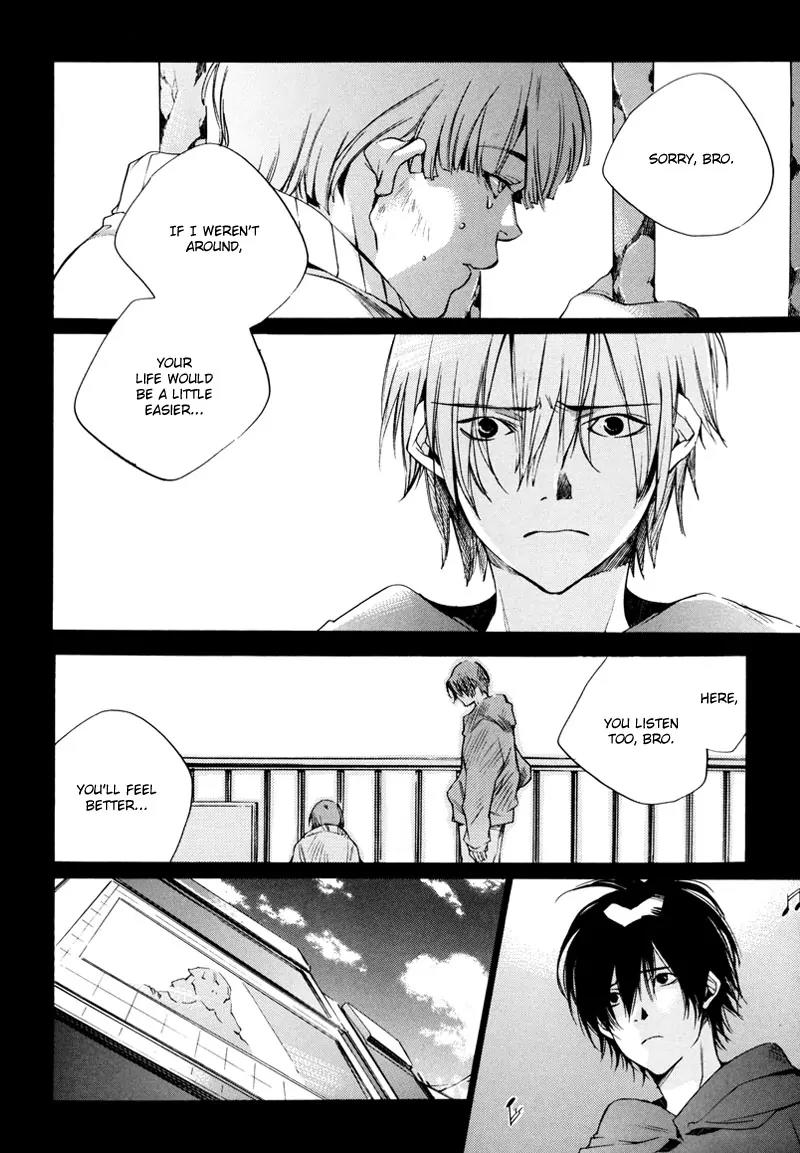 SORRY, BRO.
IF I WEREN'T
AROUND,
YOUR
LIFE WOULD
BE A LITTLE
EASIER...
HERE,
YOU LISTEN
TOO, BRO.
YOU'LL FEEL
BETTER...